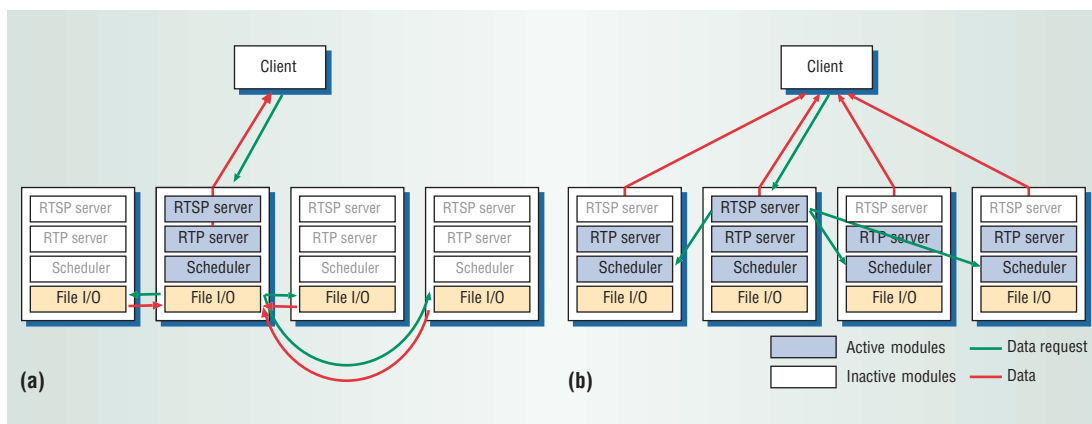 Client
RTSP server
RTP server
Scheduler
File I/O
RTSP server
RTP server
Scheduler
File I/O
RTSP server
RTP server
Scheduler
File I/O
RTSP server
RTP server
Scheduler
File I/O
(a)
Client
RTSP server
RTP server
Scheduler
File I/O
RTSP server
RTP server
Scheduler
File I/O
RTSP server
RTP server
Scheduler
File I/O
RTSP server
RTP server
Scheduler
File I/O
(b)
Active modules
Inactive modules
Data request
Data